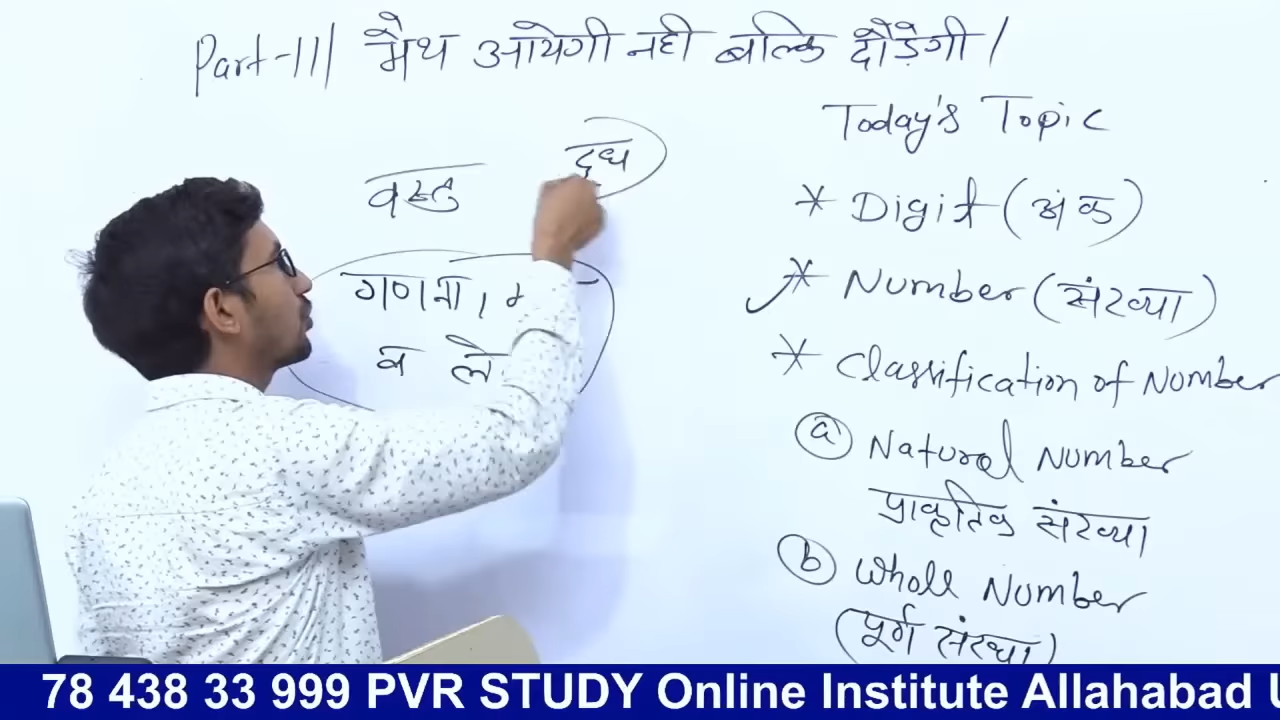 Part-III/ मैथ आयेगी नही बल्कि दौड़ेगी/
Today's Topic
वस्तु
दूध
* Digit (अंक)
गणना,
* Number (संख्या)
व ले
* Classification of Number
(a) Natural Number
प्राकृतिक संख्या
(b) Whole Number
(पूर्ण संख्या)
78 438 33 999 PVR STUDY Online Institute Allahabad U